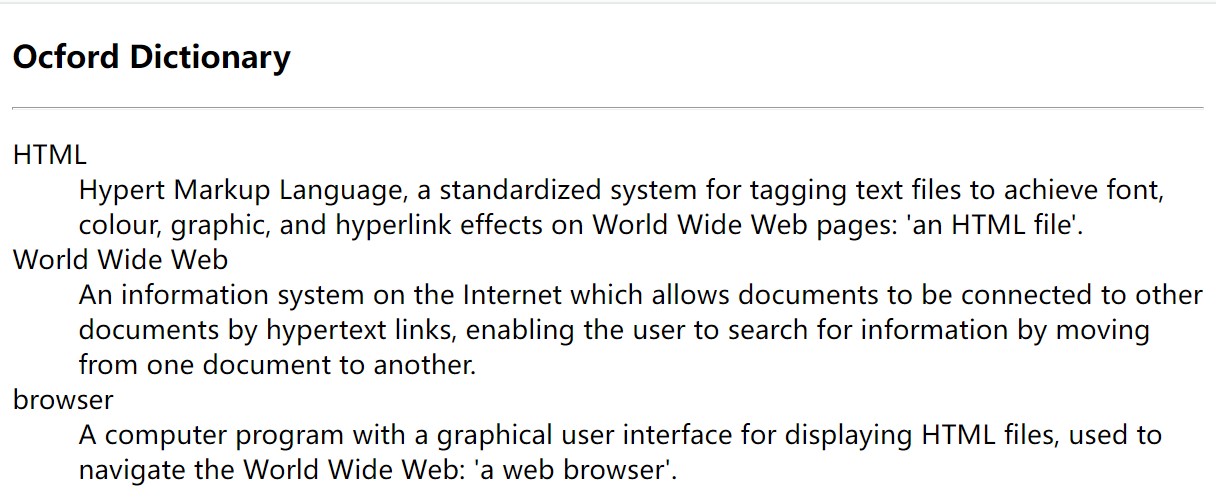 Ocford Dictionary
HTML
Hypert Markup Language, a standardized system for tagging text files to achieve font,
colour, graphic, and hyperlink effects on World Wide Web pages: 'an HTML file'.
World Wide Web
An information system on the Internet which allows documents to be connected to other
documents by hypertext links, enabling the user to search for information by moving
from one document to another.
browser
A computer program with a graphical user interface for displaying HTML files, used to
navigate the World Wide Web: 'a web browser'.